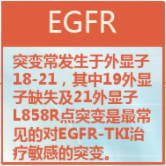 EGFR
突变常发生于外显子
18-21，其中19外显
子缺失及21外显子
L858R点突变是最常
见的对EGFR-TKI治
疗敏感的突变。